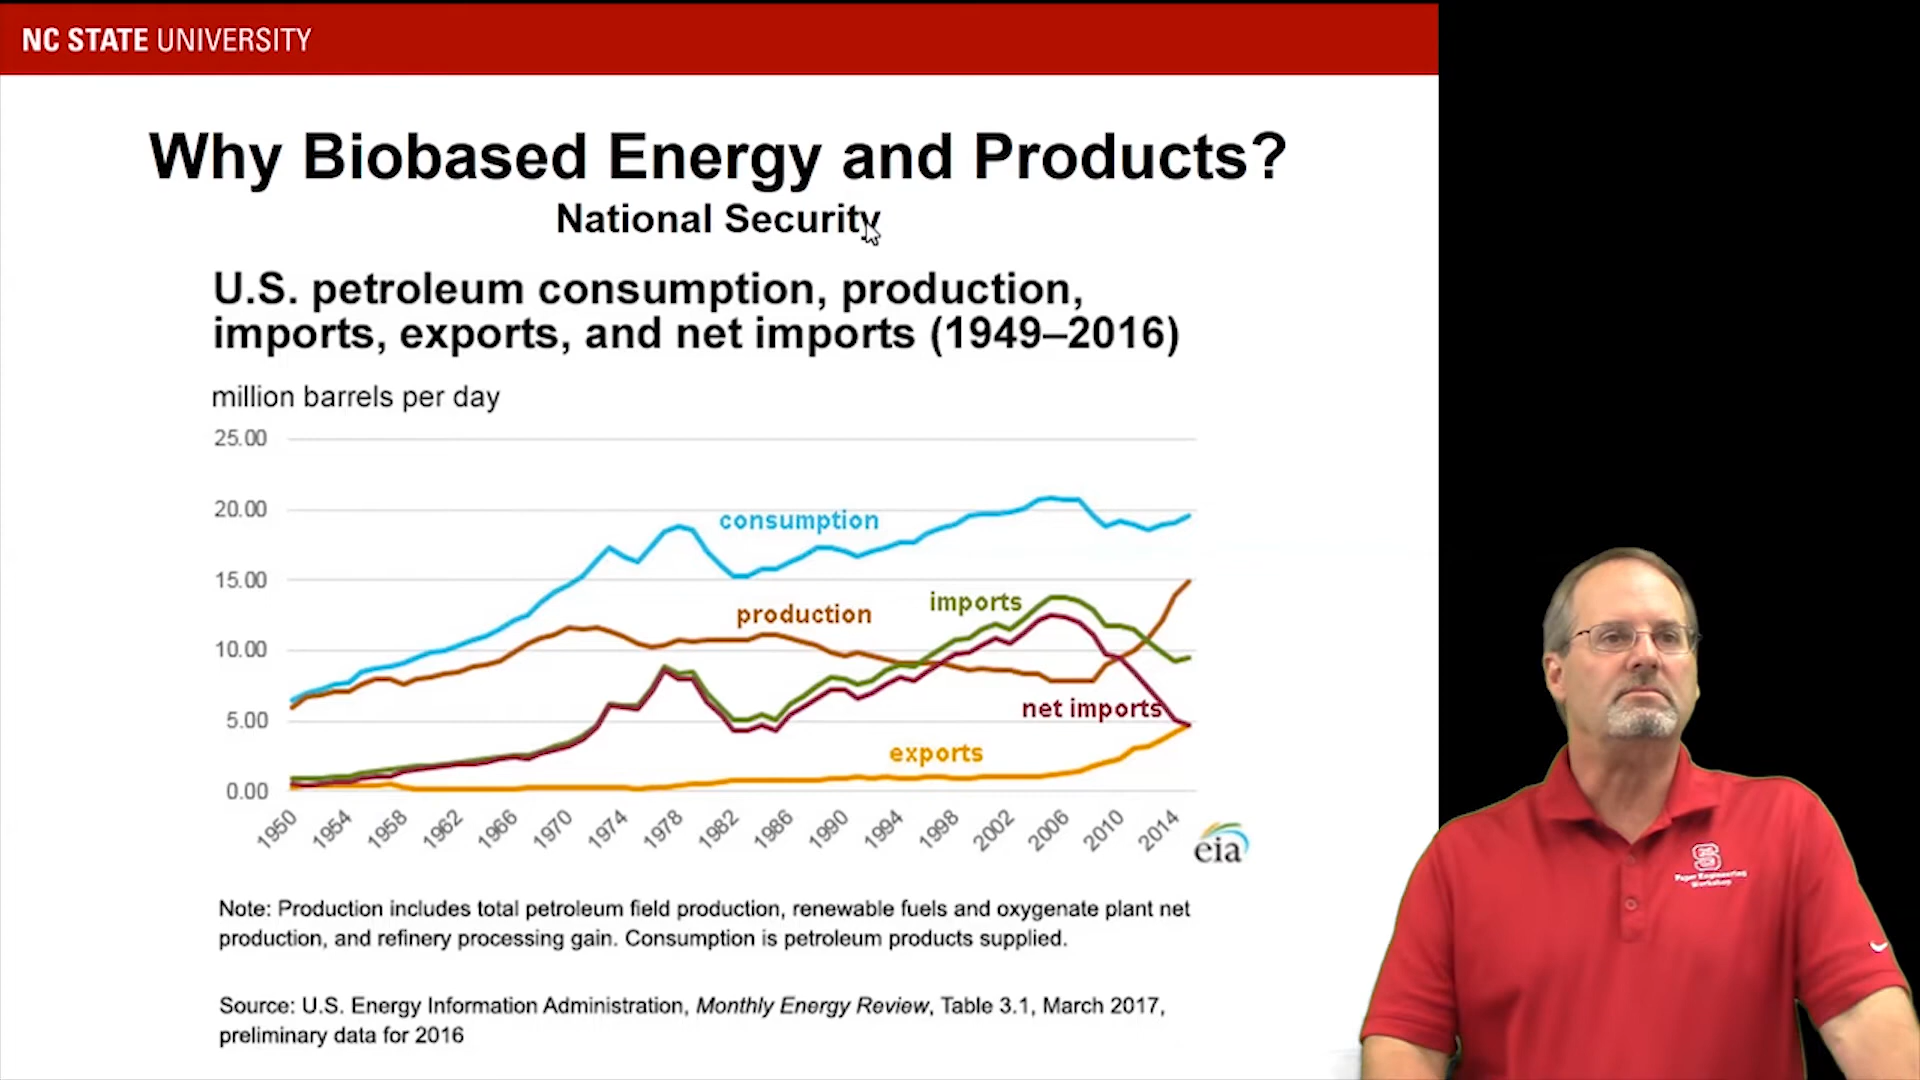 NC STATE UNIVERSITY
Why Biobased Energy and Products?
National Security
U.S. petroleum consumption, production,
imports, exports, and net imports (1949–2016)
million barrels per day
25.00
20.00
15.00
10.00
5.00
0.00
consumption
production
imports
net imports
exports
1950
1954
1958
1962
1966
1970
1974
1978
1982
1986
1990
1994
1998
2002
2006
2010
2014
eia
Note: Production includes total petroleum field production, renewable fuels and oxygenate plant net
production, and refinery processing gain. Consumption is petroleum products supplied.
Source: U.S. Energy Information Administration, Monthly Energy Review, Table 3.1, March 2017,
preliminary data for 2016
Paper Engineering
Workshop